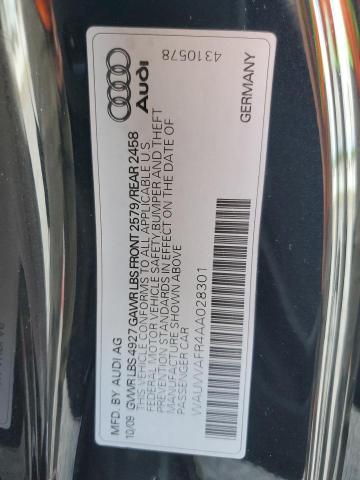 Audi
4310578
MFD. BY AUDI AG
10/09 GVWR LBS 4927 GAWR LBS FRONT 2579/REAR 2458
THIS VEHICLE CONFORMS TO ALL APPLICABLE U.S.
FEDERAL MOTOR VEHICLE SAFETY, BUMPER AND THEFT
PREVENTION STANDARDS IN EFFECT ON THE DATE OF
MANUFACTURE SHOWN ABOVE
PASSENGER CAR
WAUVVAFR4AA028301
GERMANY